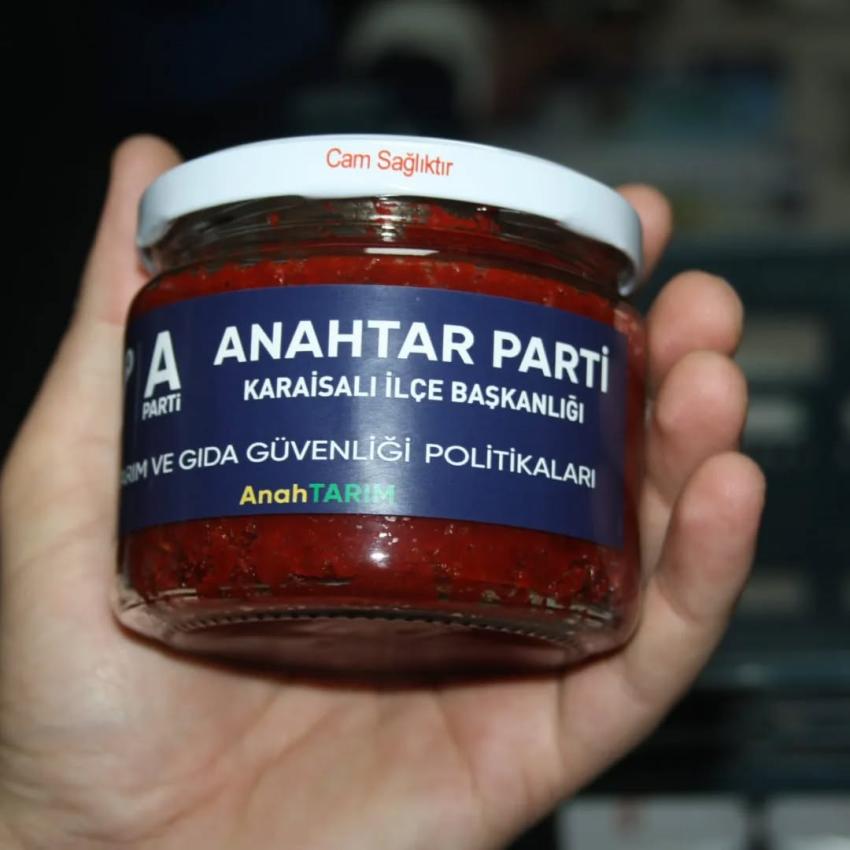 Cam Sağlıktır
A
PARTİ
ANAHTAR PARTİ
KARAİSALI İLÇE BAŞKANLIĞI
VE GIDA GÜVENLİĞİ POLİTİKALARI
AnahTARIM